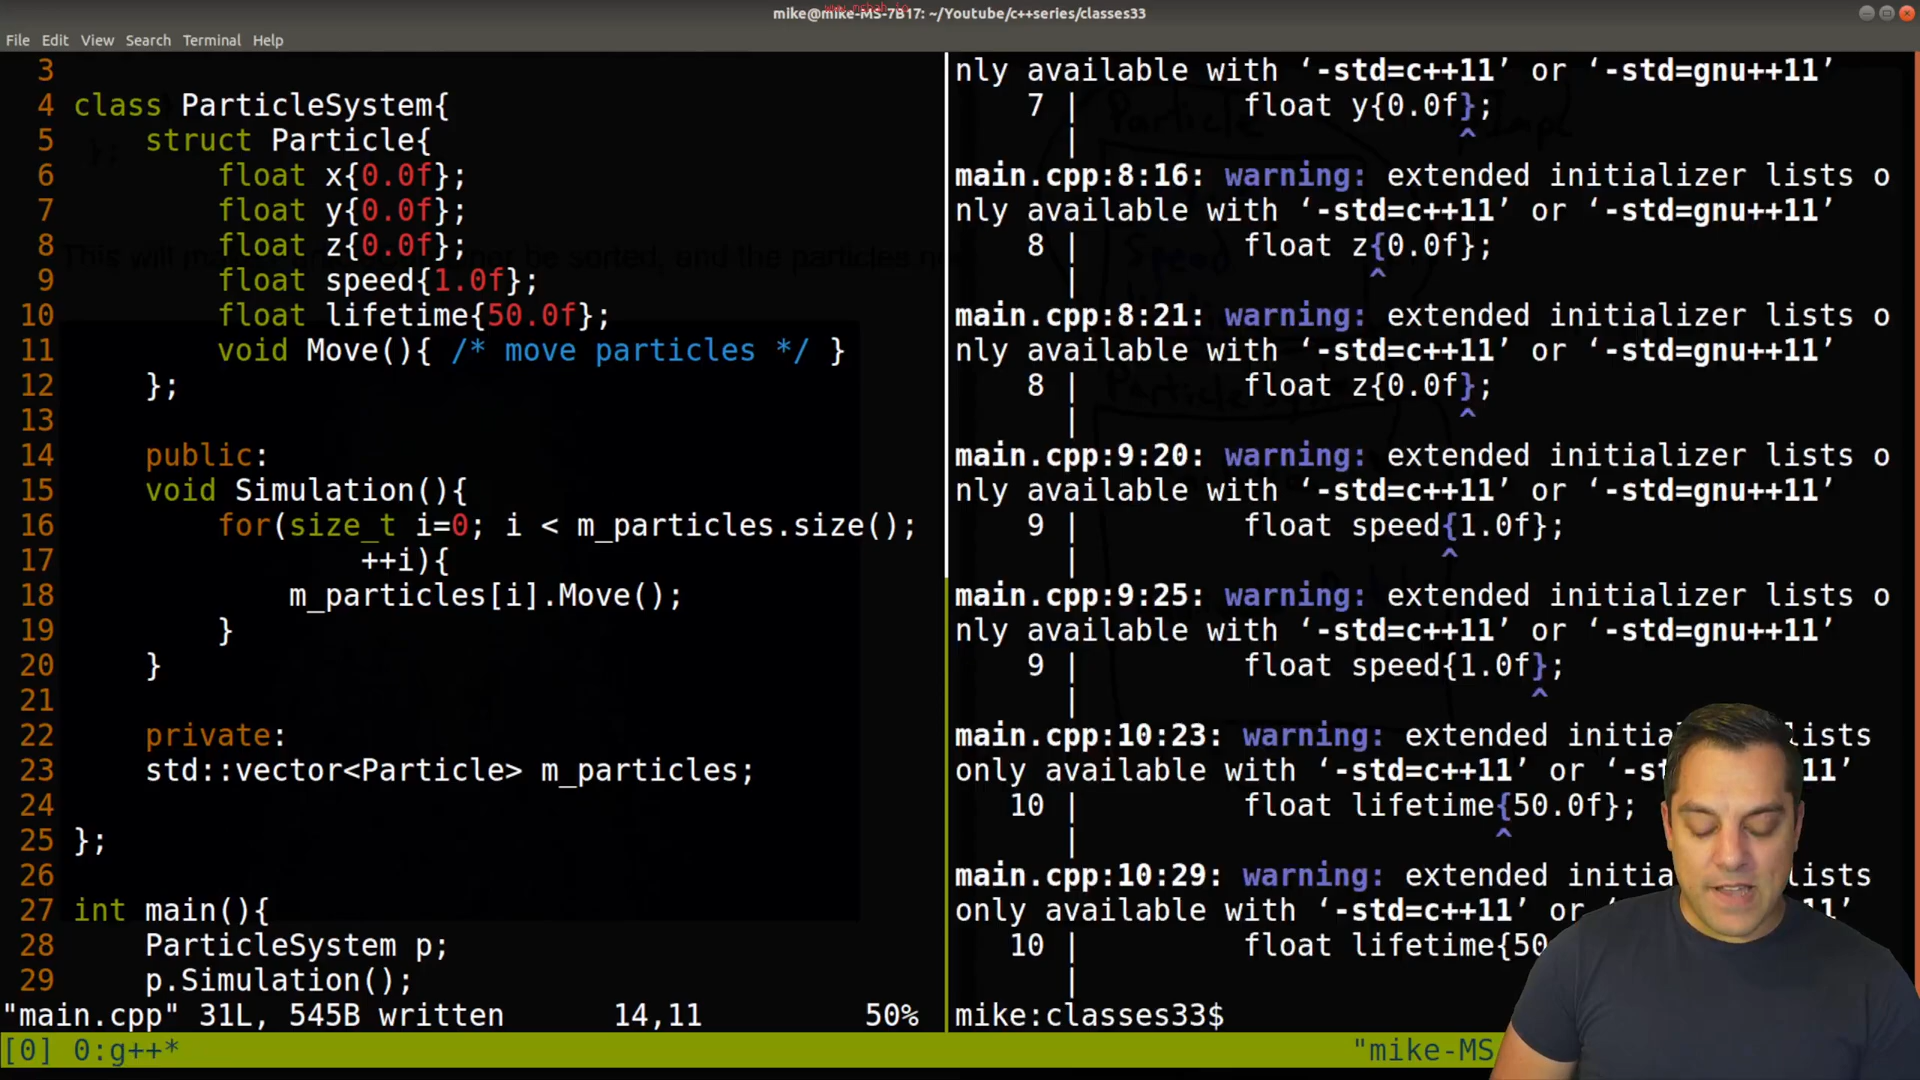 mike@mike-MS-7B17: ~/Youtube/c++series/classes33
File Edit View Search Terminal Help
3
4 class ParticleSystem{
5 struct Particle{
6 float x{0.0f};
7 float y{0.0f};
8 float z{0.0f};
9 float speed{1.0f};
10 float lifetime{50.0f};
11 void Move(){ /* move particles */ }
12 };
13
14 public:
15 void Simulation(){
16 for(size_t i=0; i < m_particles.size();
17 ++i){
18 m_particles[i].Move();
19 }
20 }
21
22 private:
23 std::vector<Particle> m_particles;
24
25 };
26
27 int main(){
28 ParticleSystem p;
29 p.Simulation();
"main.cpp" 31L, 545B written 14,11 50%
nly available with ‘-std=c++11’ or ‘-std=gnu++11’
7 | float y{0.0f};
| ^
main.cpp:8:16: warning: extended initializer lists o
nly available with ‘-std=c++11’ or ‘-std=gnu++11’
8 | float z{0.0f};
| ^
main.cpp:8:21: warning: extended initializer lists o
nly available with ‘-std=c++11’ or ‘-std=gnu++11’
8 | float z{0.0f};
| ^
main.cpp:9:20: warning: extended initializer lists o
nly available with ‘-std=c++11’ or ‘-std=gnu++11’
9 | float speed{1.0f};
| ^
main.cpp:9:25: warning: extended initializer lists o
nly available with ‘-std=c++11’ or ‘-std=gnu++11’
9 | float speed{1.0f};
| ^
main.cpp:10:23: warning: extended lists
only available with ‘-std=c++11’ or
10 | float lifetime{50.0f};
| ^
main.cpp:10:29: warning: extended lists
only available with ‘-std=c++11’ or
10 | float lifetime{50
|
mike:classes33$
[0] 0:g++* "mike-MS